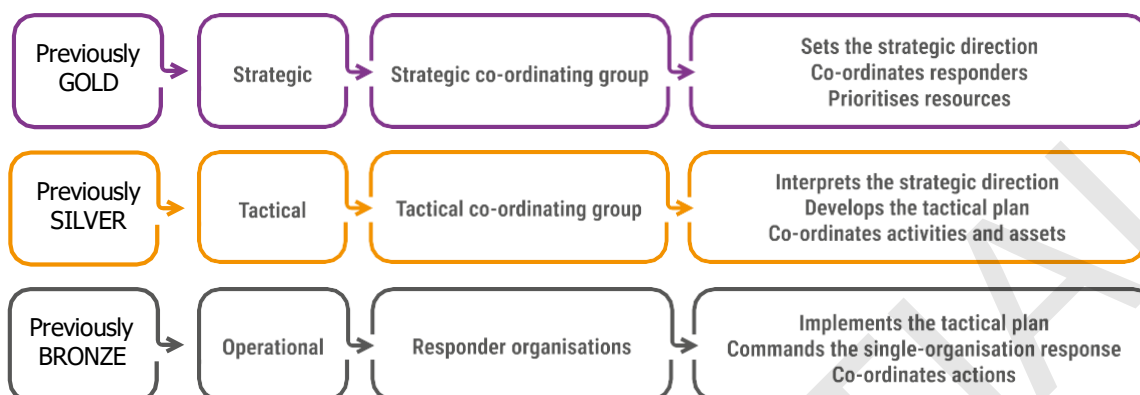 Previously
GOLD
Strategic
Strategic co-ordinating group
Sets the strategic direction
Co-ordinates responders
Prioritises resources
Previously
SILVER
Tactical
Tactical co-ordinating group
Interprets the strategic direction
Develops the tactical plan
Co-ordinates activities and assets
Previously
BRONZE
Operational
Responder organisations
Implements the tactical plan
Commands the single-organisation response
Co-ordinates actions